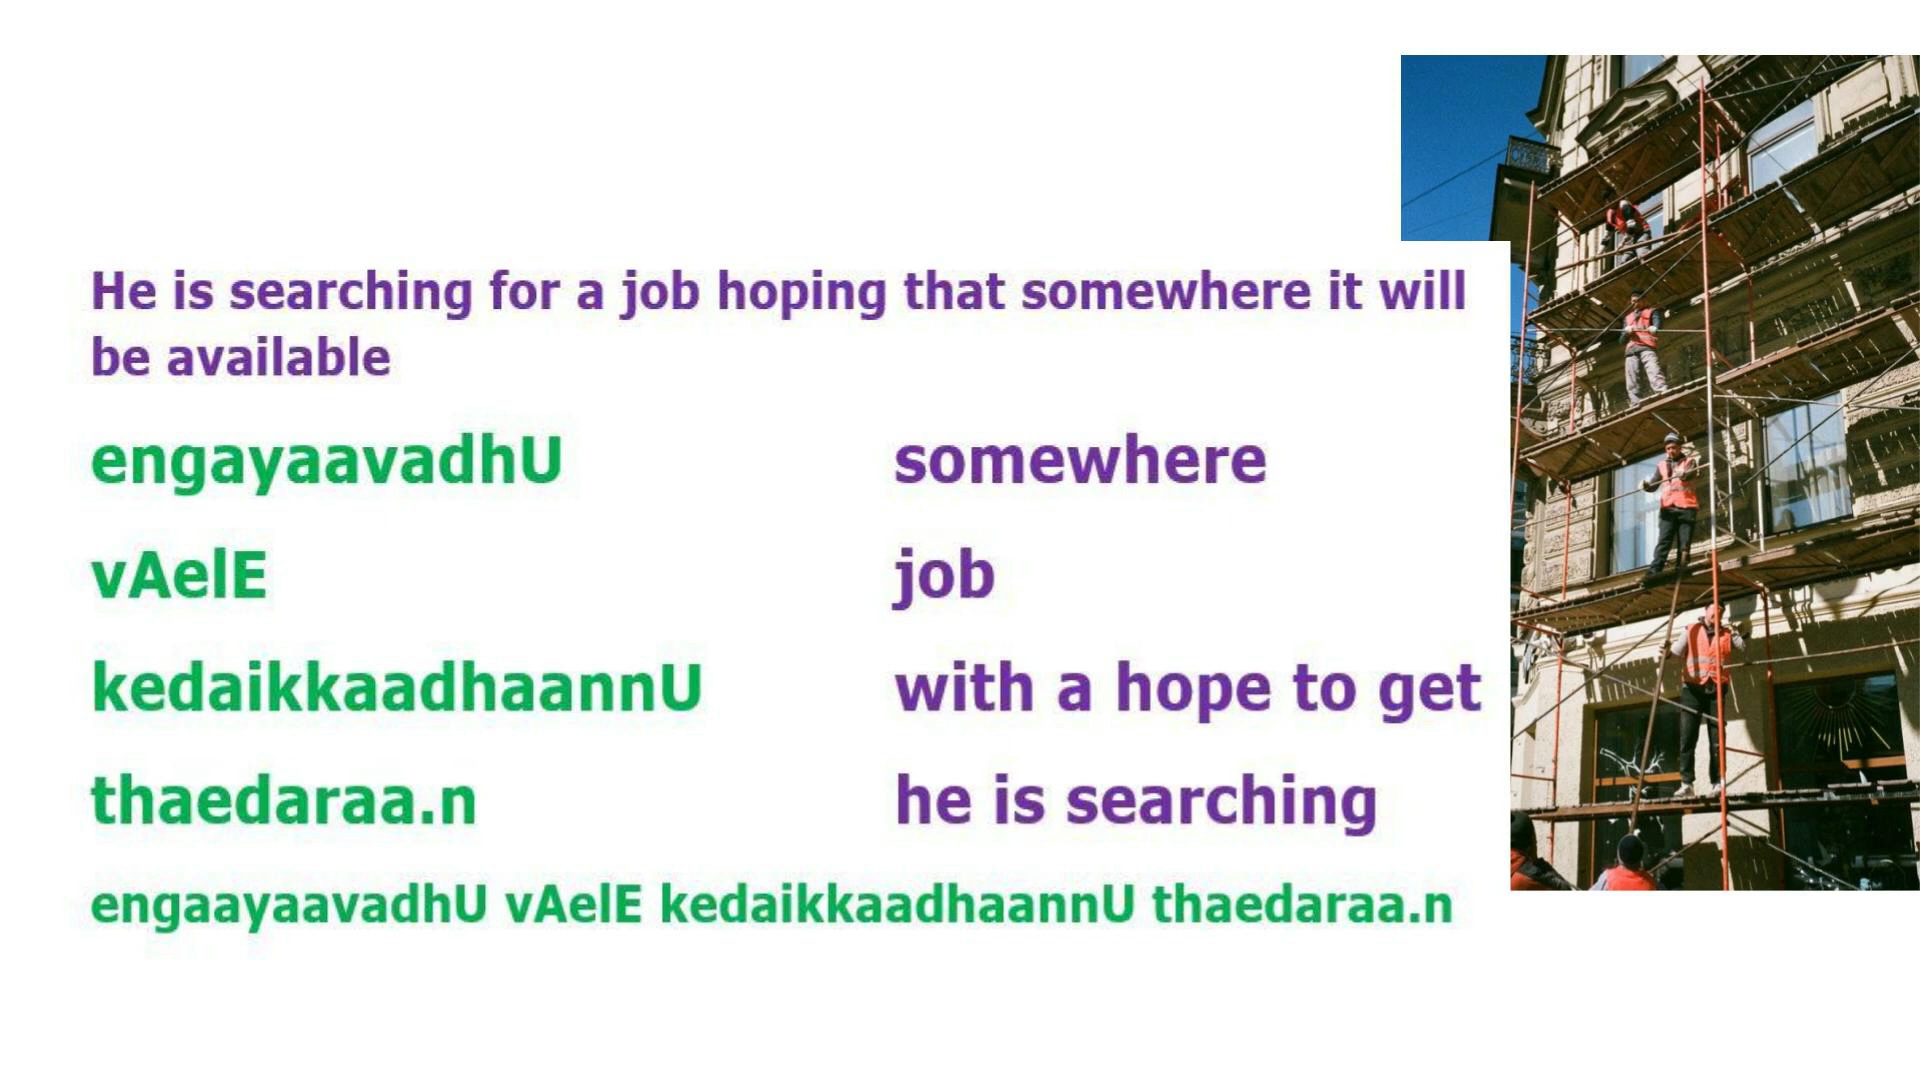 He is searching for a job hoping that somewhere it will
be available
engayaavadhU somewhere
vAelE job
kedaikkaadhaannU with a hope to get
thaedaraa.n he is searching
engaayaavadhU vAelE kedaikkaadhaannU thaedaraa.n